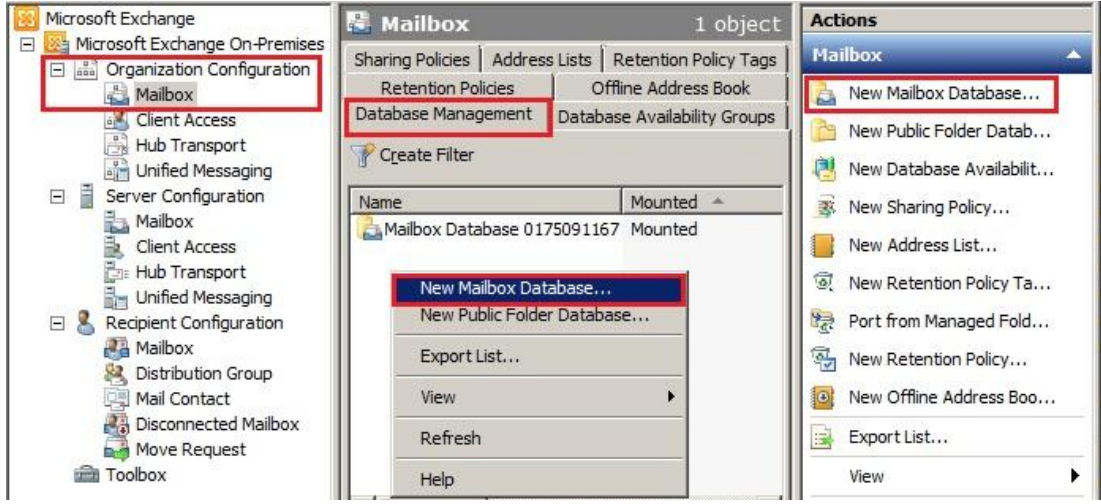 Microsoft Exchange
Microsoft Exchange On-Premises
Organization Configuration
Mailbox
Client Access
Hub Transport
Unified Messaging
Server Configuration
Mailbox
Client Access
Hub Transport
Unified Messaging
Recipient Configuration
Mailbox
Distribution Group
Mail Contact
Disconnected Mailbox
Move Request
Toolbox
Mailbox 1 object
Sharing Policies Address Lists Retention Policy Tags
Retention Policies Offline Address Book
Database Management Database Availability Groups
Create Filter
Name Mounted
Mailbox Database 0175091167 Mounted
New Mailbox Database...
New Public Folder Database...
Export List...
View
Refresh
Help
Actions
Mailbox
New Mailbox Database...
New Public Folder Datab...
New Database Availabilit...
New Sharing Policy...
New Address List...
New Retention Policy Ta...
Port from Managed Fold...
New Retention Policy...
New Offline Address Boo...
Export List...
View